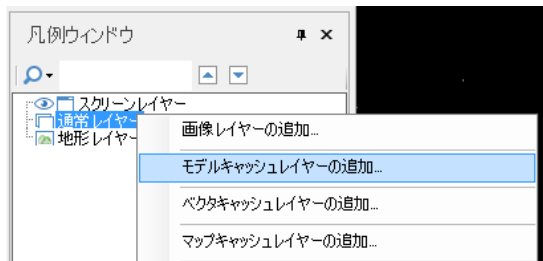 凡例ウィンドウ
スクリーンレイヤー
通常レイヤー
地形レイヤー
画像レイヤーの追加...
モデルキャッシュレイヤーの追加...
ベクタキャッシュレイヤーの追加...
マップキャッシュレイヤーの追加...